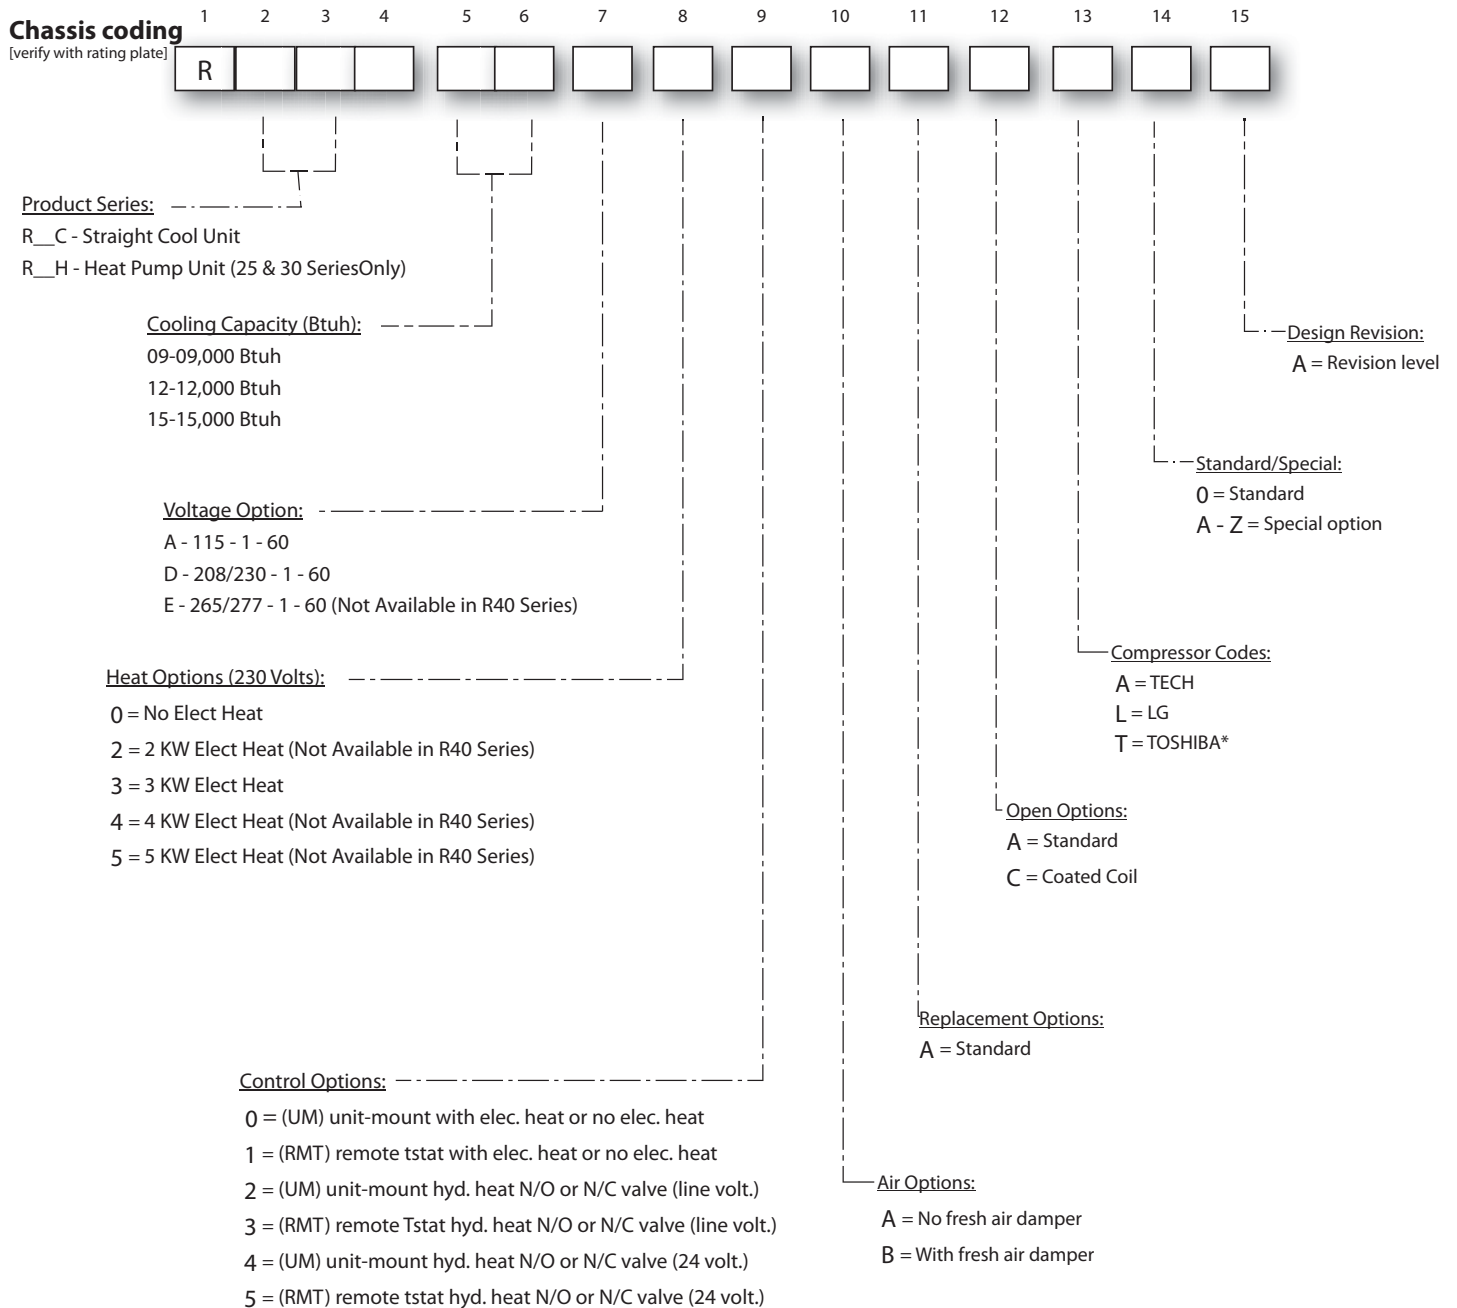 Chassis coding
[verify with rating plate]
1 2 3 4 5 6 7 8 9 10 11 12 13 14 15
R
Product Series:
R__C - Straight Cool Unit
R__H - Heat Pump Unit (25 & 30 SeriesOnly)
Cooling Capacity (Btuh):
09-09,000 Btuh
12-12,000 Btuh
15-15,000 Btuh
Voltage Option:
A - 115 - 1 - 60
D - 208/230 - 1 - 60
E - 265/277 - 1 - 60 (Not Available in R40 Series)
Heat Options (230 Volts):
0 = No Elect Heat
2 = 2 KW Elect Heat (Not Available in R40 Series)
3 = 3 KW Elect Heat
4 = 4 KW Elect Heat (Not Available in R40 Series)
5 = 5 KW Elect Heat (Not Available in R40 Series)
Control Options:
0 = (UM) unit-mount with elec. heat or no elec. heat
1 = (RMT) remote tstat with elec. heat or no elec. heat
2 = (UM) unit-mount hyd. heat N/O or N/C valve (line volt.)
3 = (RMT) remote Tstat hyd. heat N/O or N/C valve (line volt.)
4 = (UM) unit-mount hyd. heat N/O or N/C valve (24 volt.)
5 = (RMT) remote tstat hyd. heat N/O or N/C valve (24 volt.)
Air Options:
A = No fresh air damper
B = With fresh air damper
Replacement Options:
A = Standard
Open Options:
A = Standard
C = Coated Coil
Compressor Codes:
A = TECH
L = LG
T = TOSHIBA*
Standard/Special:
0 = Standard
A - Z = Special option
Design Revision:
A = Revision level